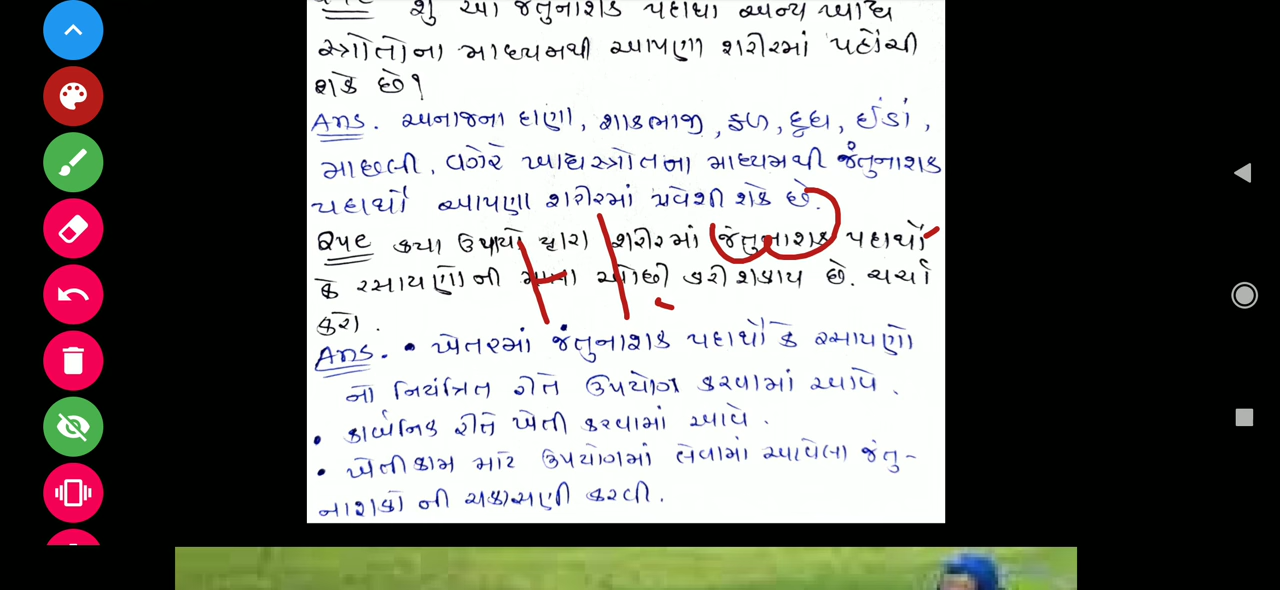 શું આ જંતુનાશક પદાર્થો અન્ય ખાદ્ય
સ્ત્રોતોના માધ્યમથી આપણા શરીરમાં પહોંચી
શકે છે?
Ans. અનાજના દાણા, શાકભાજી, ફળ, દૂધ, ઈંડાં,
માછલી, વગેરે ખાદ્યસ્ત્રોતના માધ્યમથી જંતુનાશક
પદાર્થો આપણા શરીરમાં પ્રવેશી શકે છે.
કયા ઉપાયો દ્વારા શરીરમાં જંતુનાશક પદાર્થો
કે રસાયણોની માત્રા ઓછી કરી શકાય છે. ચર્ચા
કરો.
Ans. • ખેતરમાં જંતુનાશક પદાર્થો કે રસાયણો
નો નિયંત્રિત રીતે ઉપયોગ કરવામાં આવે.
• કાર્બનિક રીતે ખેતી કરવામાં આવે.
• ખેતીકામ માટે ઉપયોગમાં લેવામાં આવેલા જંતુ-
નાશકો ની ચકાસણી કરવી.